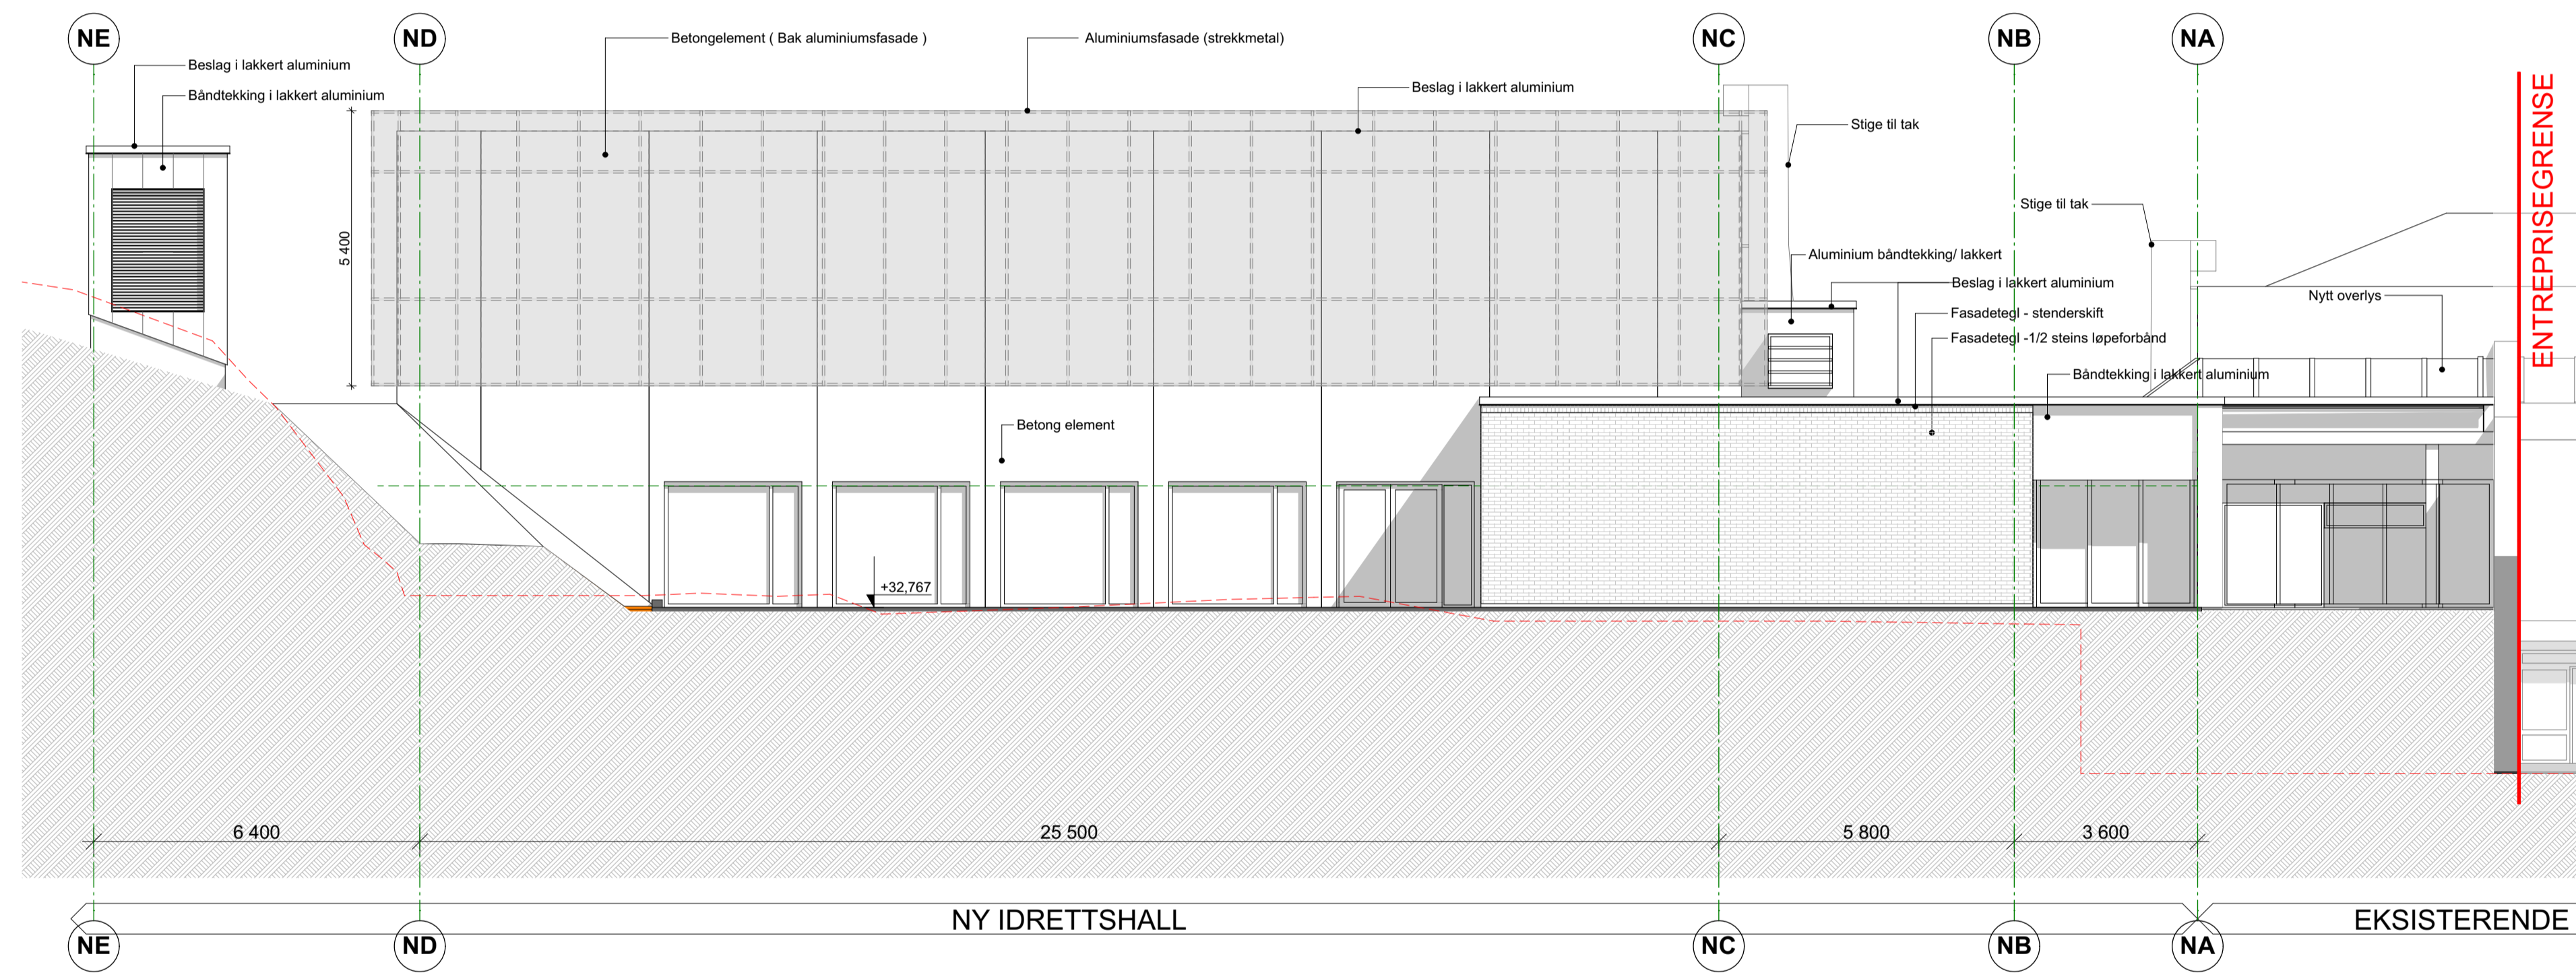 NE
ND
NC
NB
NA
Betongelement ( Bak aluminiumsfasade )
Aluminiumsfasade (strekkmetal)
Beslag i lakkert aluminium
Båndtekking i lakkert aluminium
Beslag i lakkert aluminium
Stige til tak
ENTREPRISEGRENSE
Stige til tak
5 400
Aluminium båndtekking/ lakkert
Beslag i lakkert aluminium
Nytt overlys
Fasadetegl - stenderskift
Fasadetegl -1/2 steins løpeforbånd
Båndtekking i lakkert aluminium
Betong element
+32,767
6 400
25 500
5 800
3 600
NY IDRETTSHALL
EKSISTERENDE
NE
ND
NC
NB
NA